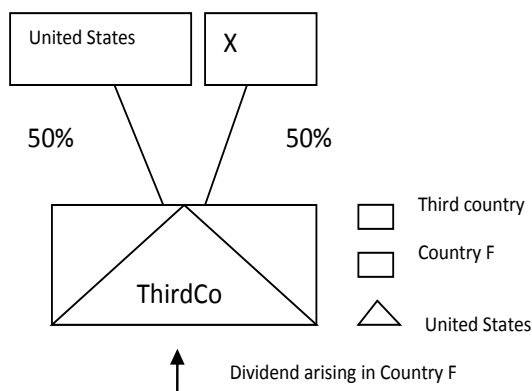 United States
X
50%
50%
Third country
Country F
ThirdCo
United States
Dividend arising in Country F